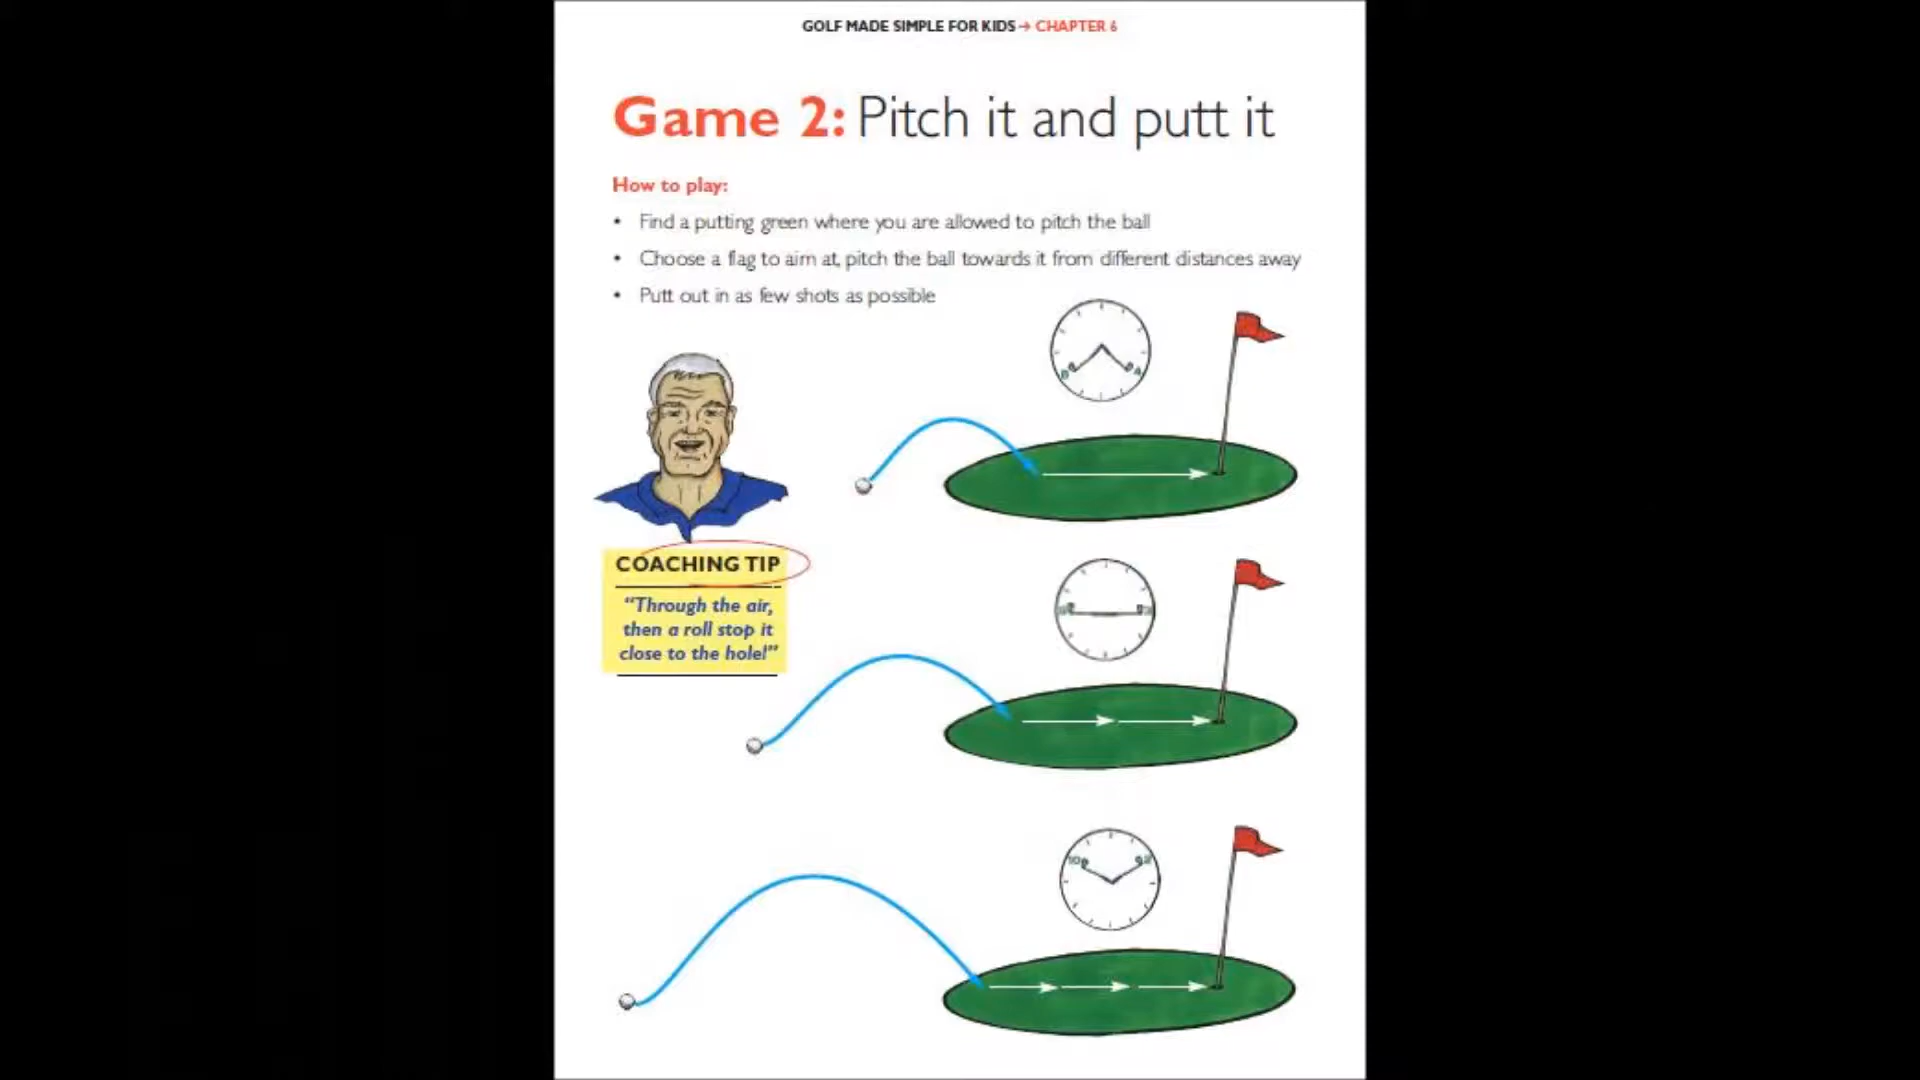 GOLF MADE SIMPLE FOR KIDS → CHAPTER 6
Game 2: Pitch it and putt it
How to play:
• Find a putting green where you are allowed to pitch the ball
• Choose a flag to aim at, pitch the ball towards it from different distances away
• Putt out in as few shots as possible
COACHING TIP
“Through the air,
then a roll stop it
close to the hole!”